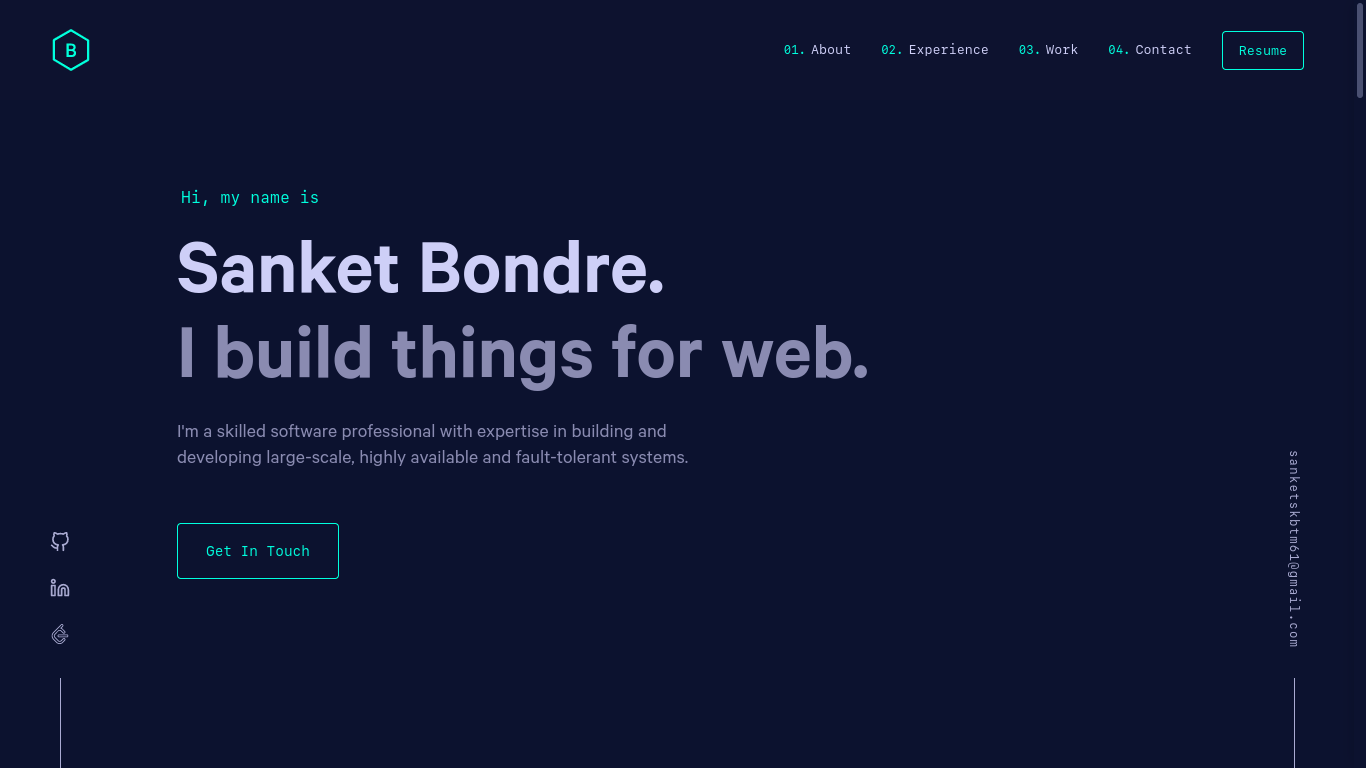 B
01. About 02. Experience 03. Work 04. Contact Resume
Hi, my name is
Sanket Bondre.
I build things for web.
I'm a skilled software professional with expertise in building and
developing large-scale, highly available and fault-tolerant systems.
Get In Touch
sanketskbtm61@gmail.com